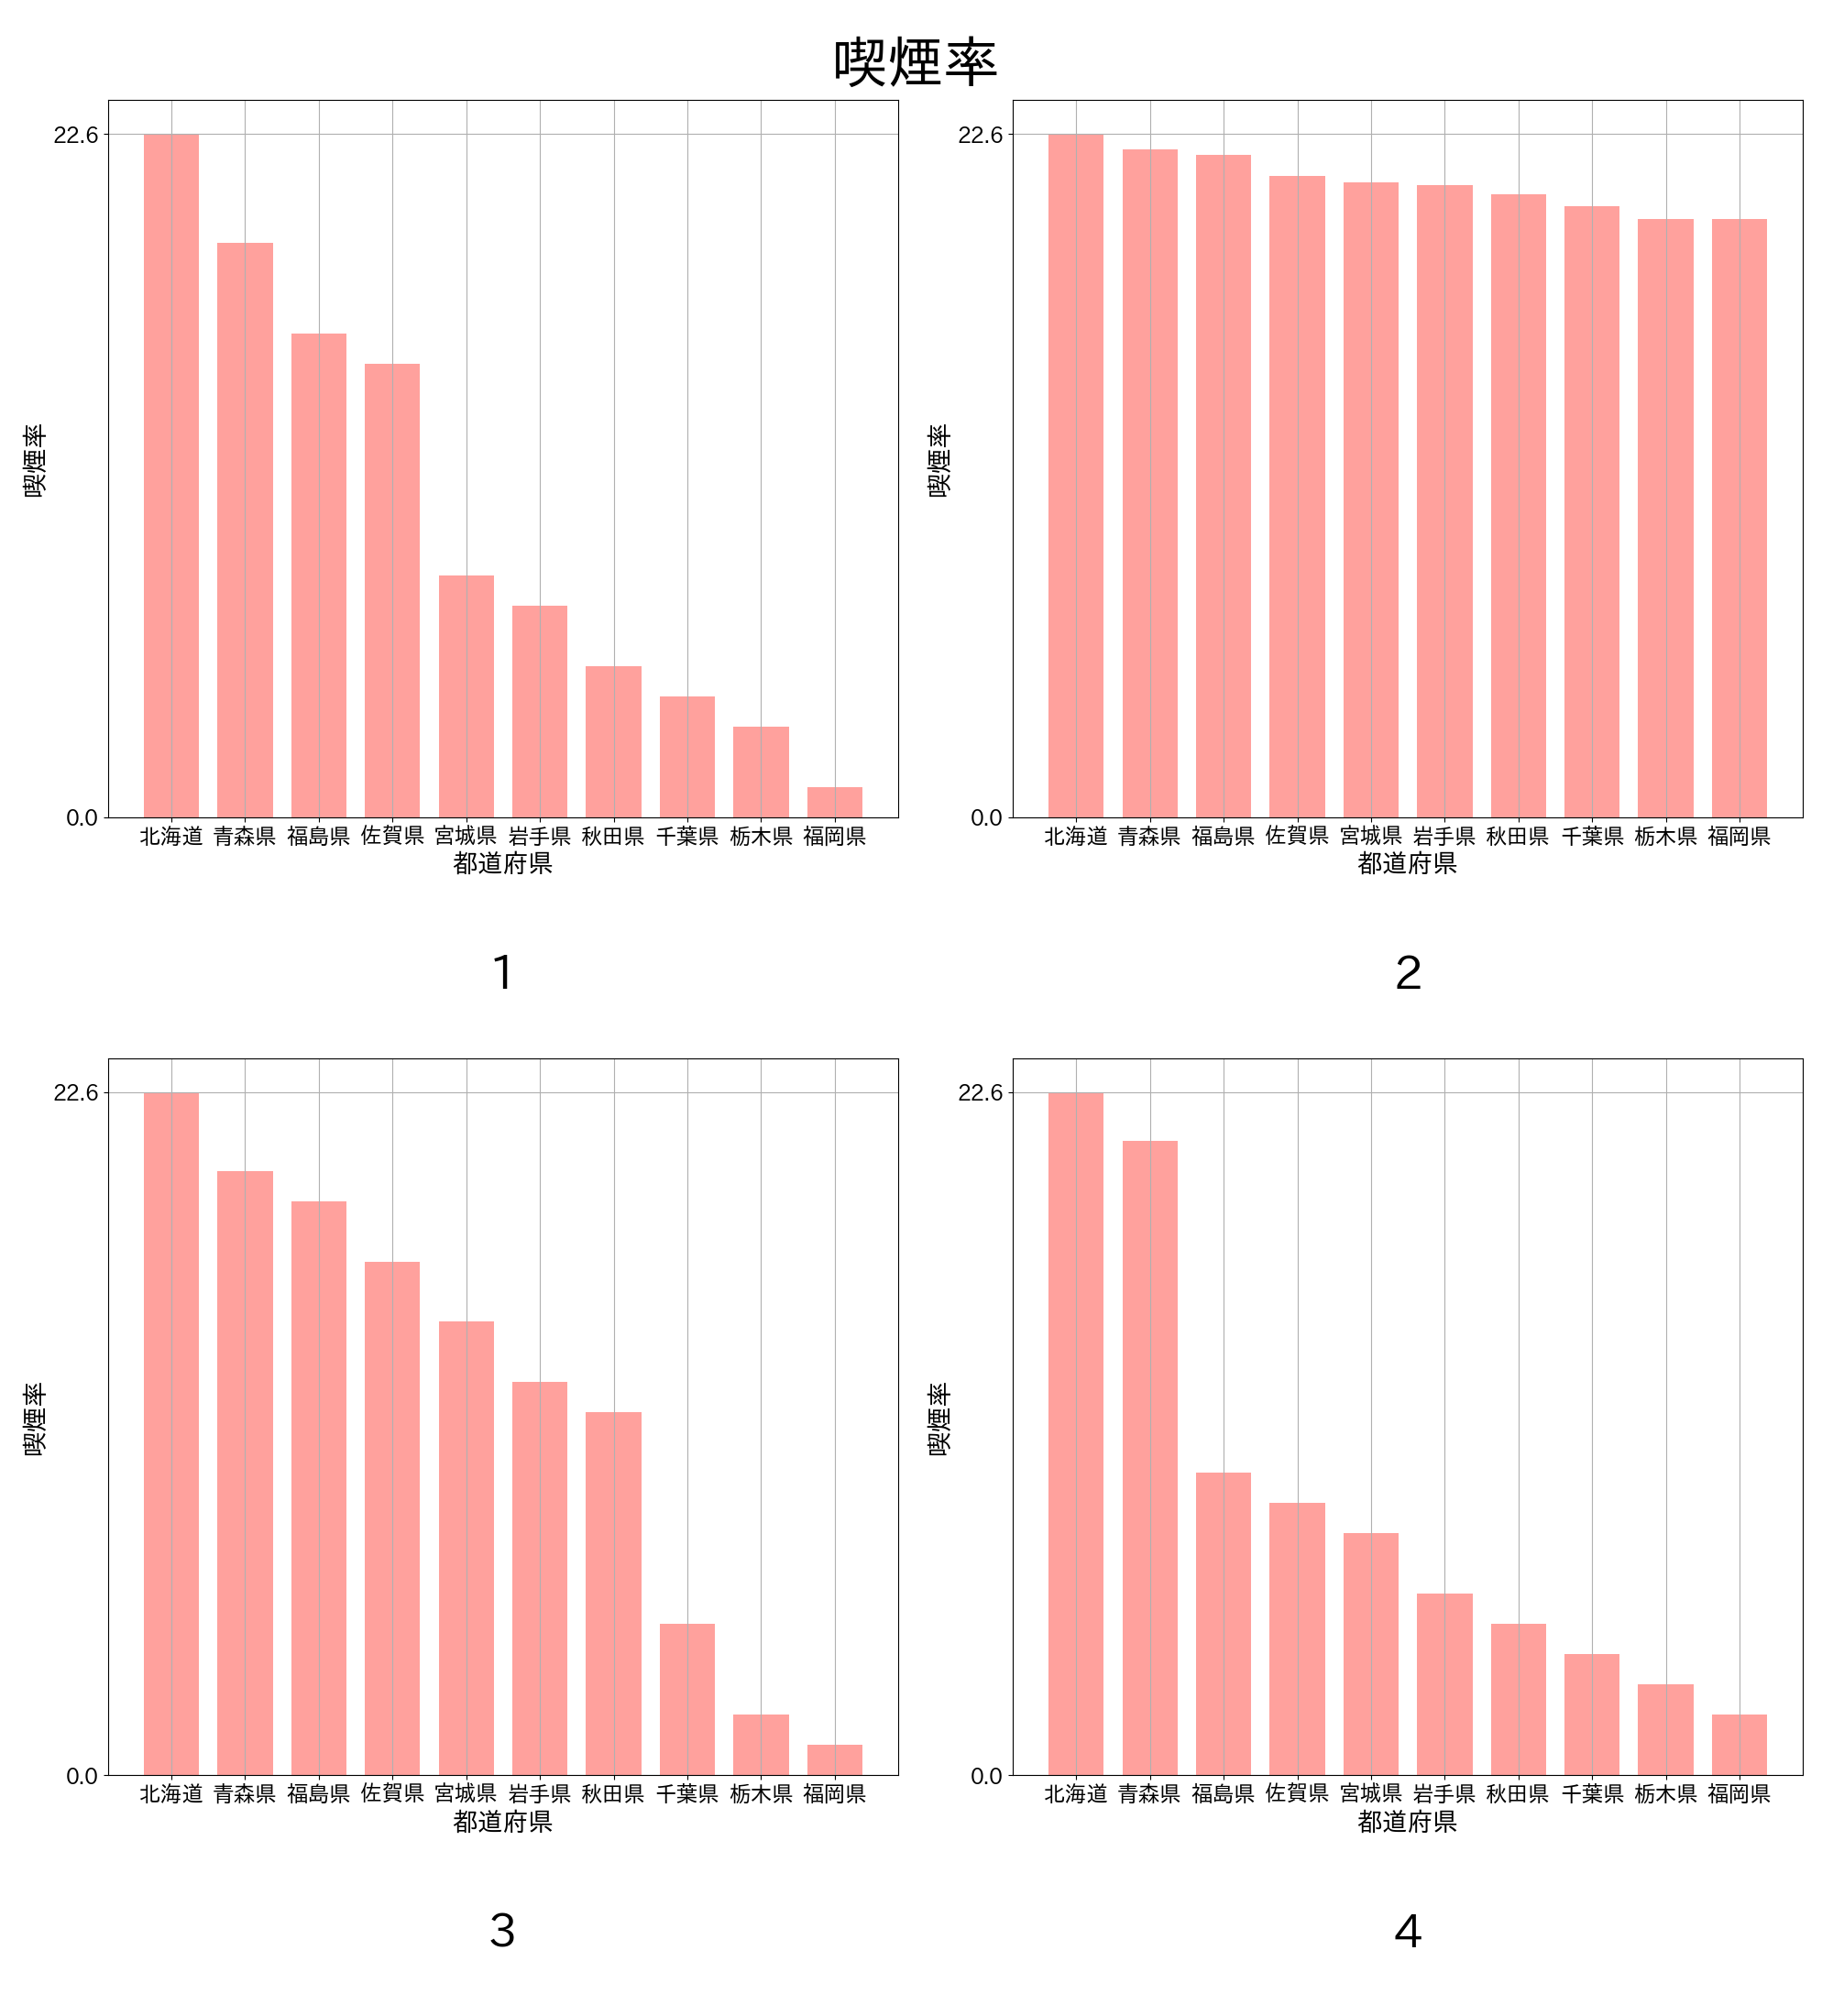 喫煙率
22.6
0.0
喫煙率
北海道 青森県 福島県 佐賀県 宮城県 岩手県 秋田県 千葉県 栃木県 福岡県
都道府県
1
22.6
0.0
喫煙率
北海道 青森県 福島県 佐賀県 宮城県 岩手県 秋田県 千葉県 栃木県 福岡県
都道府県
2
22.6
0.0
喫煙率
北海道 青森県 福島県 佐賀県 宮城県 岩手県 秋田県 千葉県 栃木県 福岡県
都道府県
3
22.6
0.0
喫煙率
北海道 青森県 福島県 佐賀県 宮城県 岩手県 秋田県 千葉県 栃木県 福岡県
都道府県
4